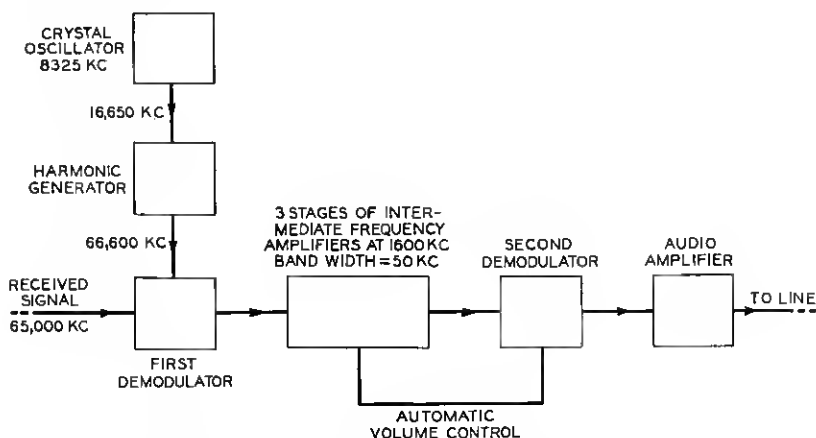 CRYSTAL
OSCILLATOR
8325 KC
16,650 KC
HARMONIC
GENERATOR
66,600 KC
3 STAGES OF INTER-
MEDIATE FREQUENCY
AMPLIFIERS AT 1600 KC
BAND WIDTH = 50 KC
SECOND
DEMODULATOR
AUDIO
AMPLIFIER
RECEIVED
SIGNAL
65,000 KC
TO LINE
FIRST
DEMODULATOR
AUTOMATIC
VOLUME CONTROL